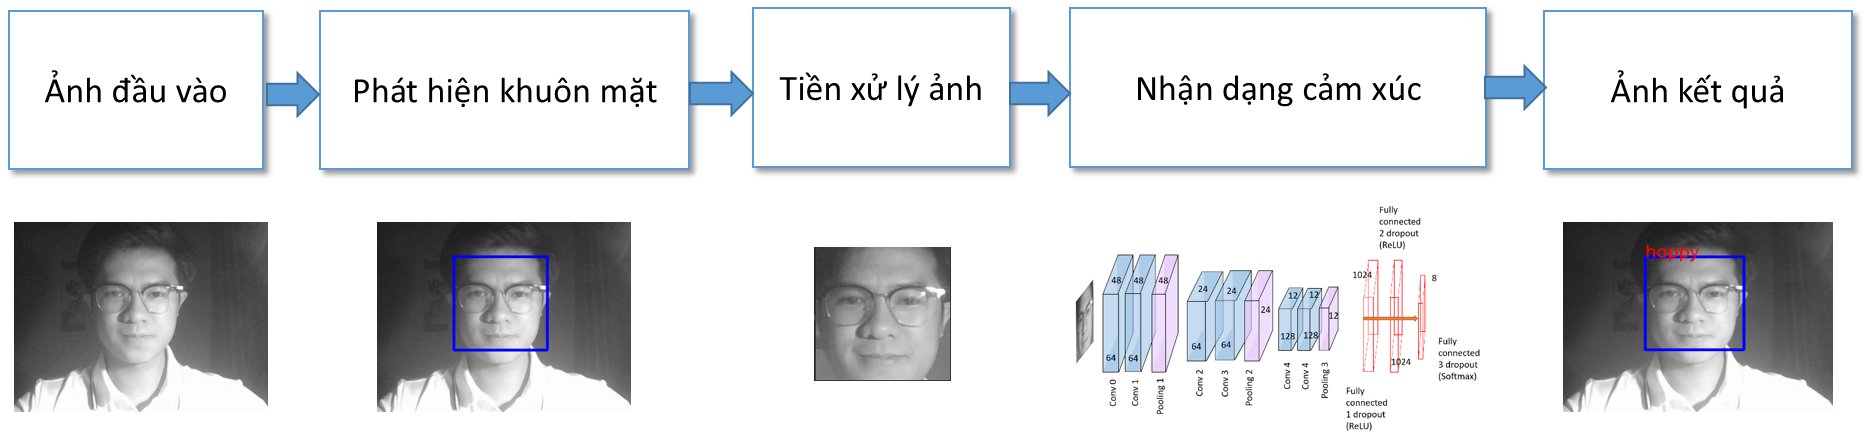 Ảnh đầu vào
Phát hiện khuôn mặt
Tiền xử lý ảnh
Nhận dạng cảm xúc
Ảnh kết quả
Fully
connected
2 dropout
(ReLU)
48
48
48
64
64
Conv 0
Conv 1
Pooling 1
24
24
24
64
64
Conv 2
Conv 3
Pooling 2
12
12
12
128
128
Conv 4
Conv 4
Pooling 3
1024
1024
8
Fully
connected
1 dropout
(ReLU)
Fully
connected
3 dropout
(Softmax)
happy